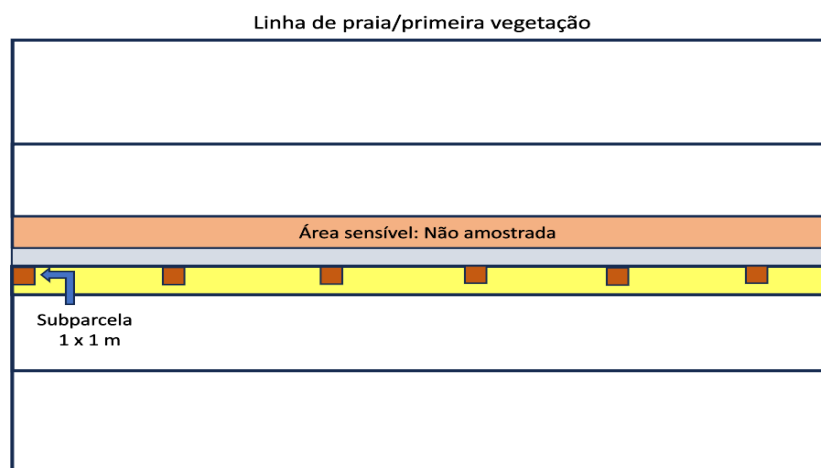 Linha de praia/primeira vegetação
Área sensível: Não amostrada
Subparcela
1 x 1 m